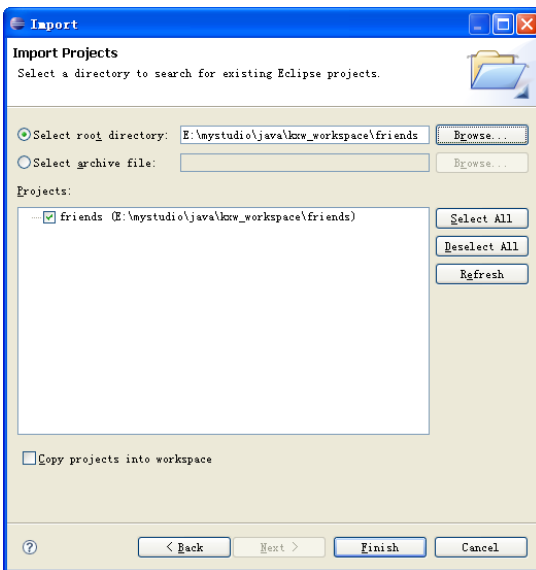 Import
Import Projects
Select a directory to search for existing Eclipse projects.
Select root directory: E:\mystudio\java\kxw_workspace\friends Browse...
Select archive file: Browse...
Projects:
friends (E:\mystudio\java\kxw_workspace\friends) Select All
Deselect All
Refresh
Copy projects into workspace
? < Back Next > Finish Cancel